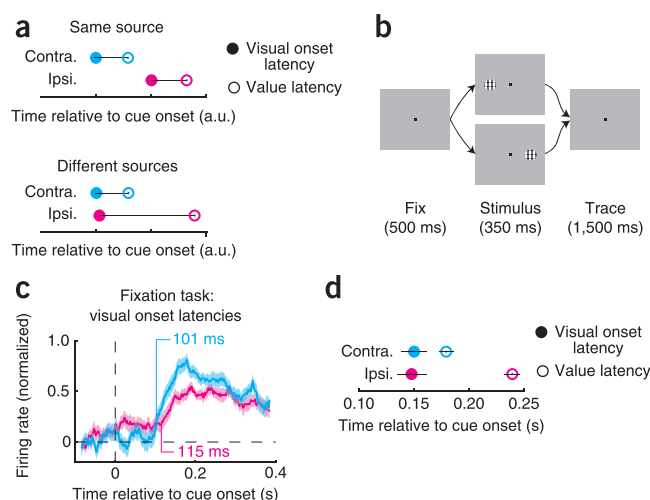 a
Same source
Contra.
Ipsi.
Visual onset
latency
Value latency
Time relative to cue onset (a.u.)
Different sources
Contra.
Ipsi.
Time relative to cue onset (a.u.)
b
Fix
(500 ms)
Stimulus
(350 ms)
Trace
(1,500 ms)
c
Fixation task:
visual onset latencies
101 ms
115 ms
Firing rate (normalized)
1.0
0.5
0
0
0.2
0.4
Time relative to cue onset (s)
d
Contra.
Ipsi.
Visual onset
latency
Value latency
0.10
0.15
0.20
0.25
Time relative to cue onset (s)